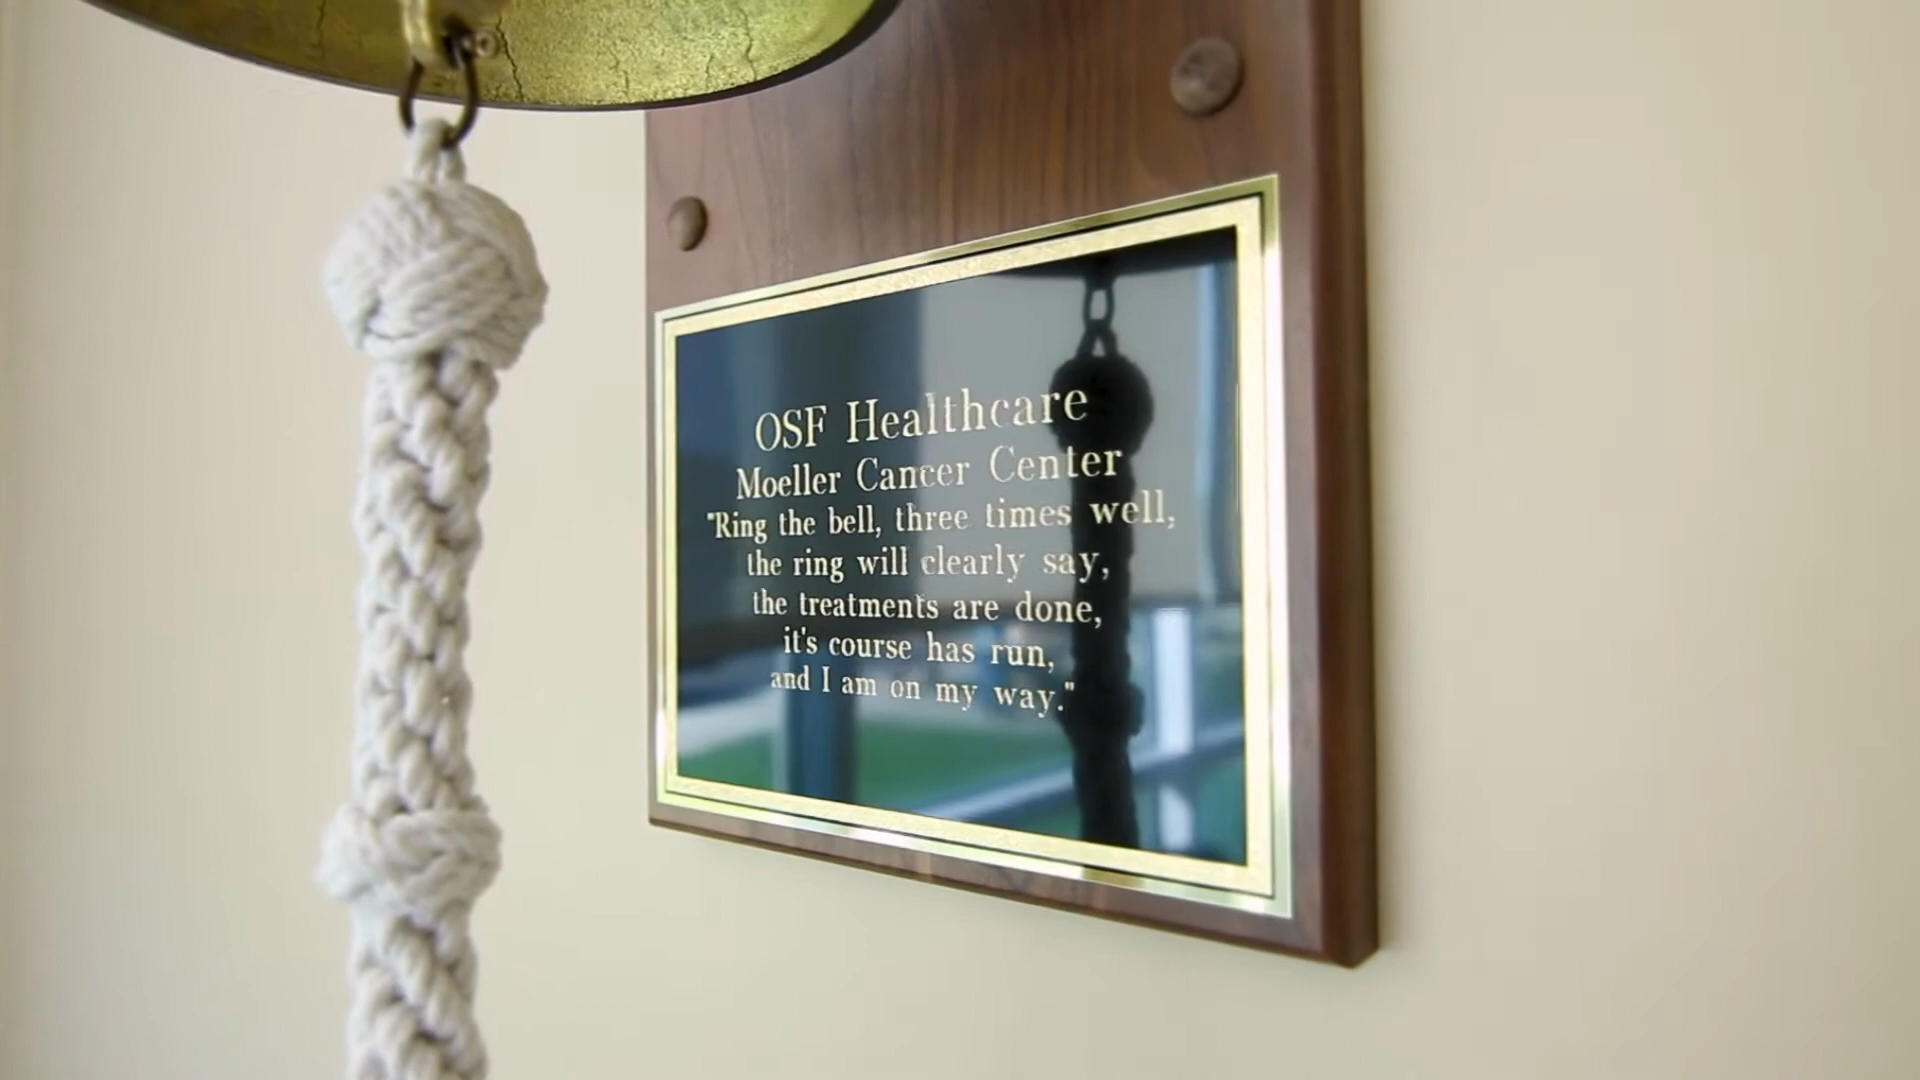 OSF Healthcare
Moeller Cancer Center
"Ring the bell, three times well,
the ring will clearly say,
the treatments are done,
it's course has run,
and I am on my way."